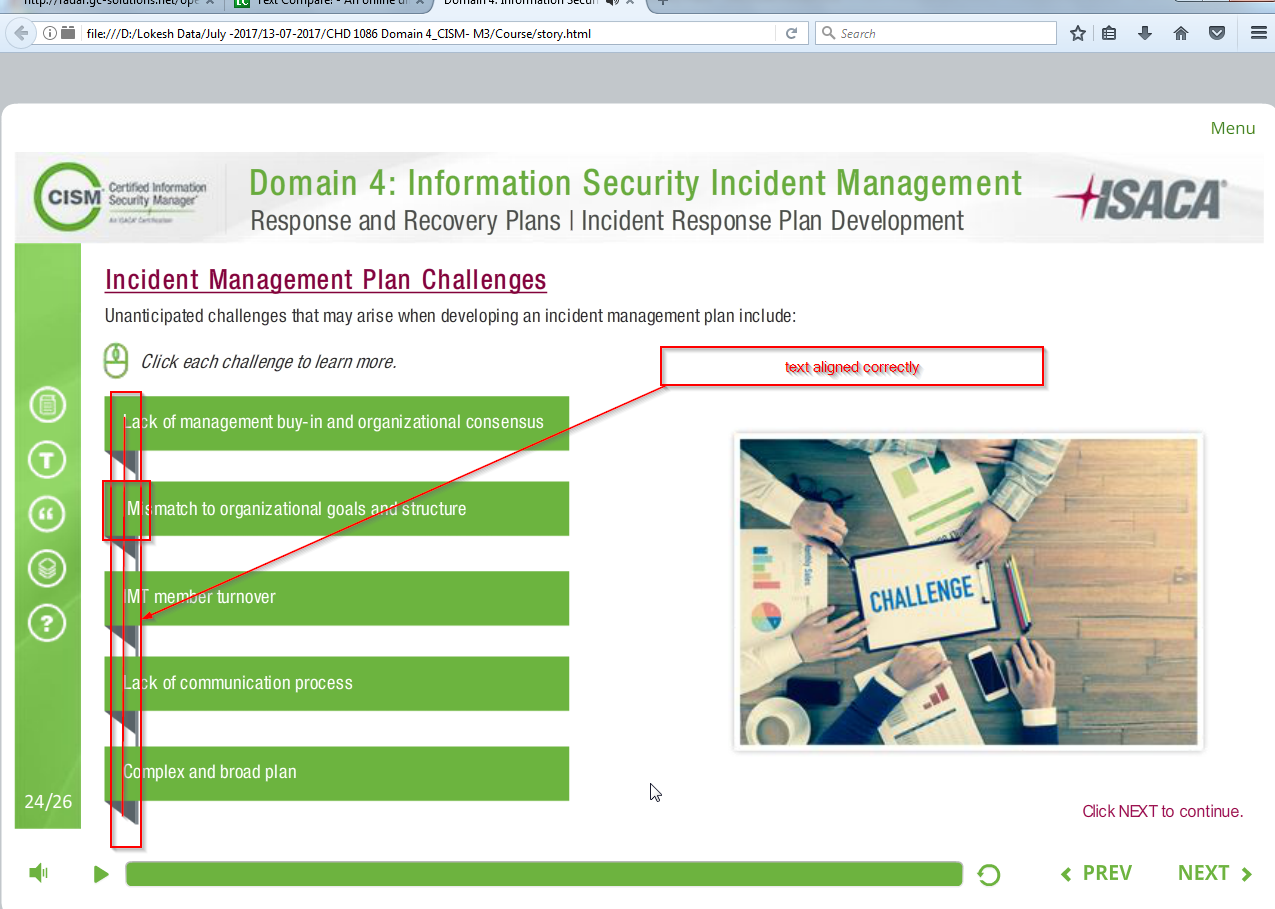 http://radar.gc-solutions.net/ope
Text Compare! - An online di
Domain 4: Information Securi
file:///D:/Lokesh Data/July -2017/13-07-2017/CHD 1086 Domain 4_CISM- M3/Course/story.html
Search
Menu
CISM
Certified Information
Security Manager
An ISACA Certification
Domain 4: Information Security Incident Management
Response and Recovery Plans | Incident Response Plan Development
ISACA
Incident Management Plan Challenges
Unanticipated challenges that may arise when developing an incident management plan include:
Click each challenge to learn more.
text aligned correctly
Lack of management buy-in and organizational consensus
Mismatch to organizational goals and structure
IMT member turnover
Lack of communication process
Complex and broad plan
T
?
Monthly Sales
CHALLENGE
24/26
Click NEXT to continue.
PREV
NEXT